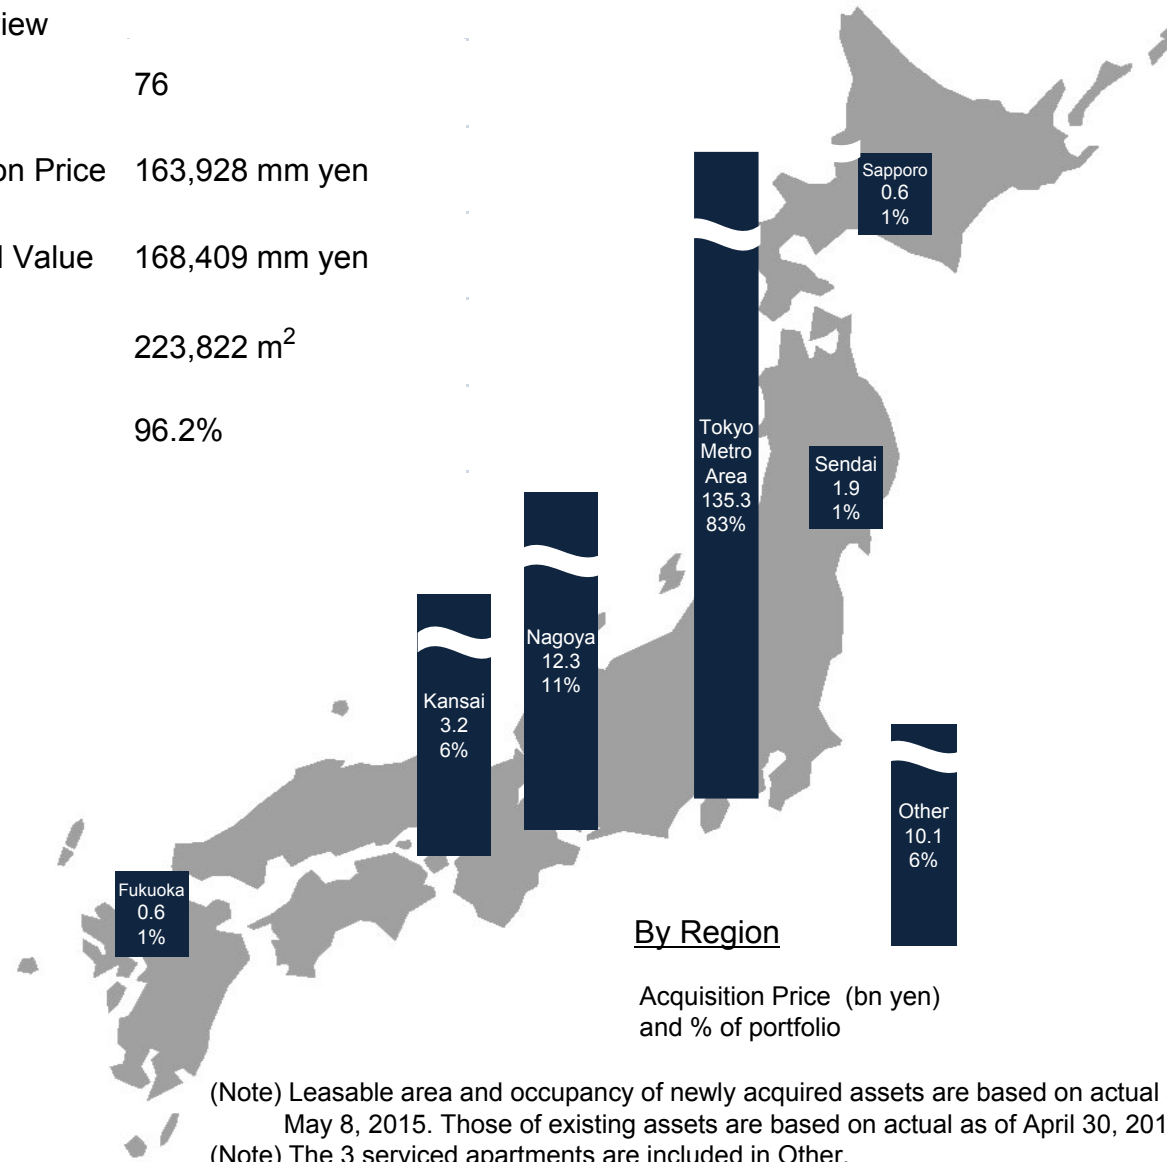 iew
76
on Price 163,928 mm yen
l Value 168,409 mm yen
223,822 m²
96.2%
Sapporo
0.6
1%
Tokyo
Metro
Area
135.3
83%
Sendai
1.9
1%
Nagoya
12.3
11%
Kansai
3.2
6%
Other
10.1
6%
Fukuoka
0.6
1%
By Region
Acquisition Price (bn yen)
and % of portfolio
(Note) Leasable area and occupancy of newly acquired assets are based on actual
May 8, 2015. Those of existing assets are based on actual as of April 30, 201
(Note) The 3 serviced apartments are included in Other.